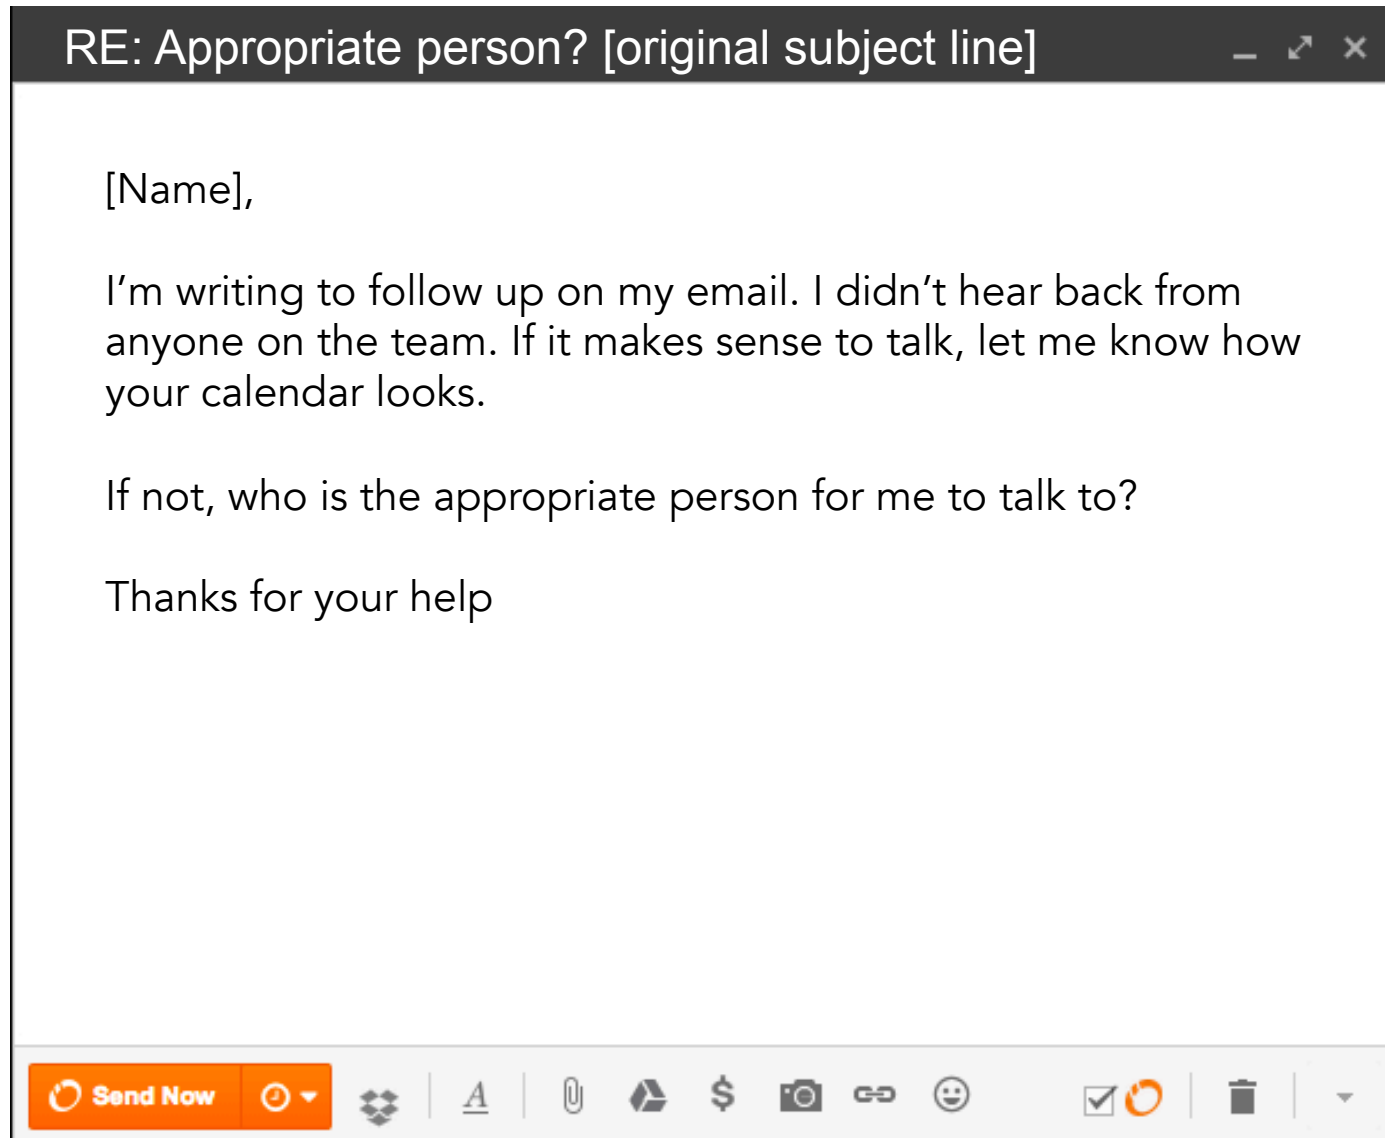 RE: Appropriate person? [original subject line]
[Name],
I’m writing to follow up on my email. I didn’t hear back from
anyone on the team. If it makes sense to talk, let me know how
your calendar looks.
If not, who is the appropriate person for me to talk to?
Thanks for your help
Send Now